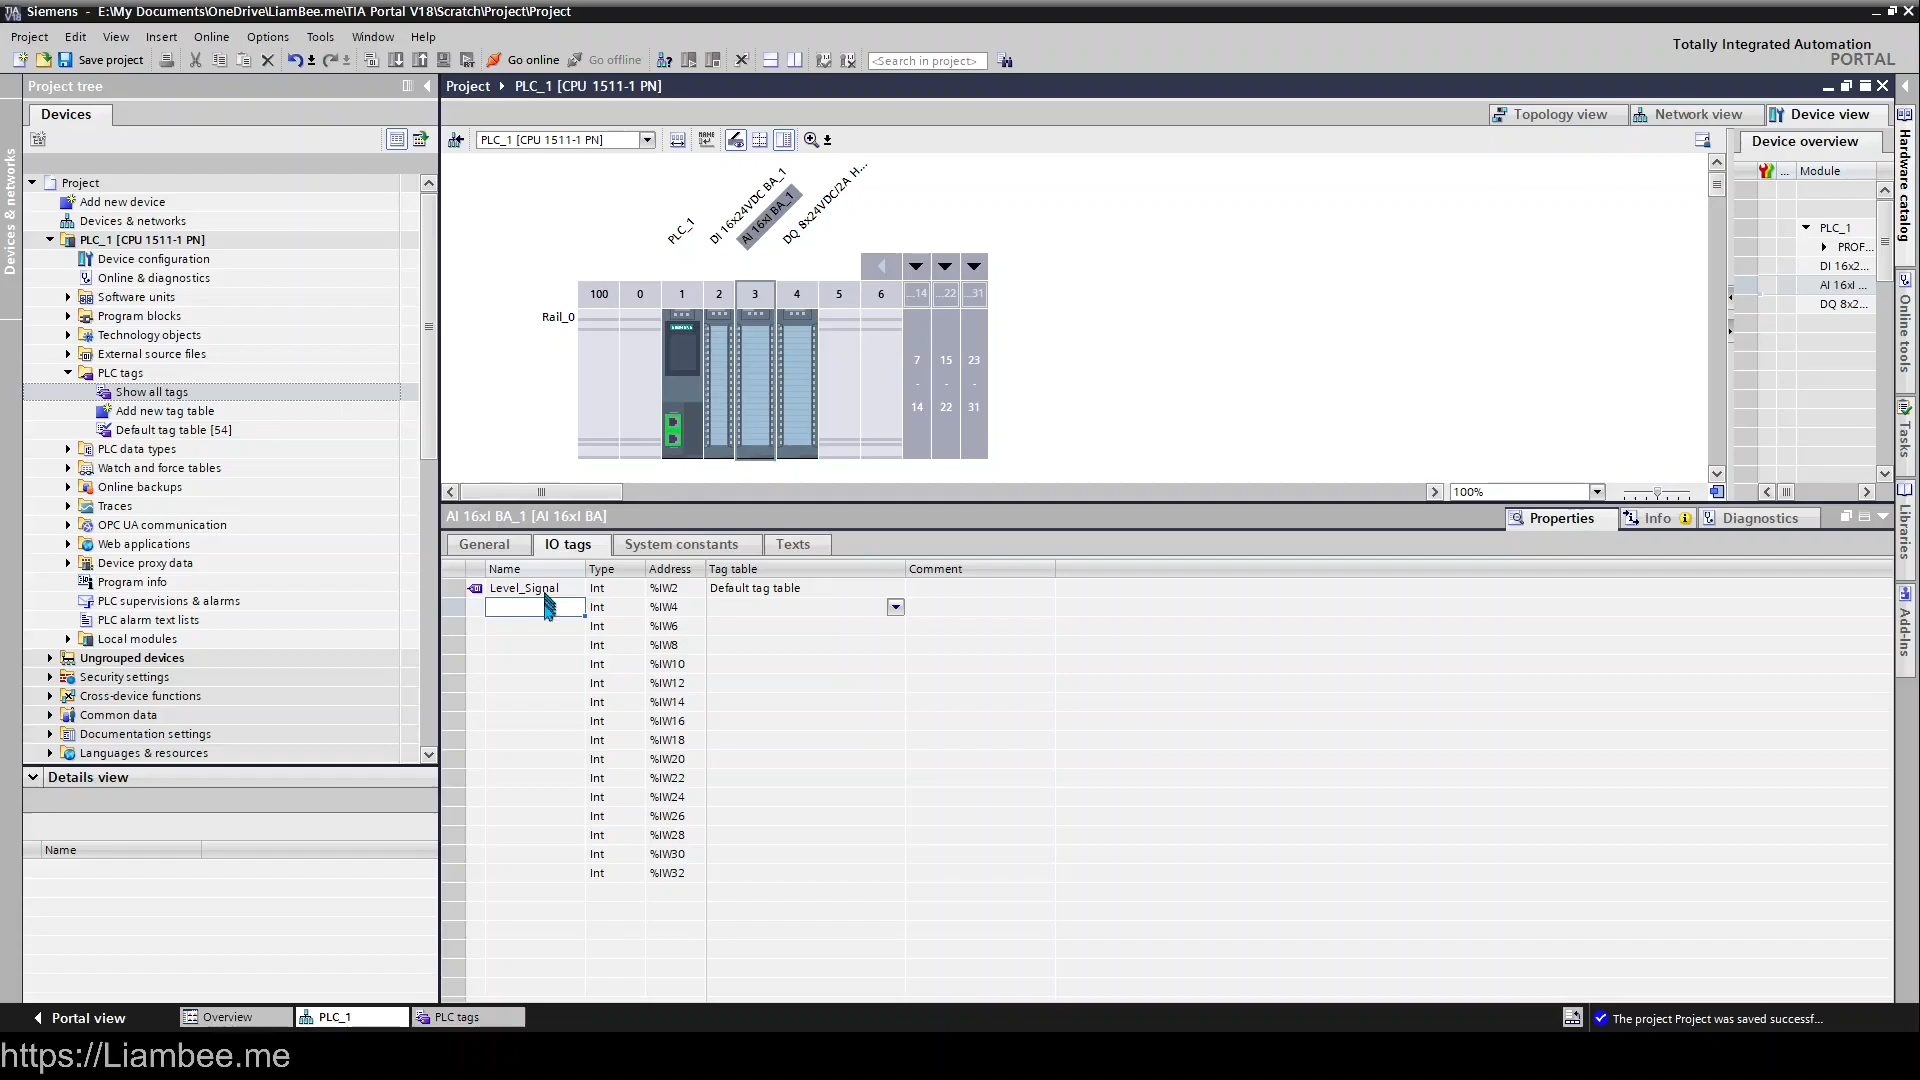 Siemens - E:\My Documents\OneDrive\LiamBee.me\TIA Portal V18\Scratch\Project\Project
Project Edit View Insert Online Options Tools Window Help
Totally Integrated Automation
PORTAL
Save project
Go online
Go offline
<Search in project>
Project tree
Devices
Devices & networks
Project
Add new device
Devices & networks
PLC_1 [CPU 1511-1 PN]
Device configuration
Online & diagnostics
Software units
Program blocks
Technology objects
External source files
PLC tags
Show all tags
Add new tag table
Default tag table [54]
PLC data types
Watch and force tables
Online backups
Traces
OPC UA communication
Web applications
Device proxy data
Program info
PLC supervisions & alarms
PLC alarm text lists
Local modules
Ungrouped devices
Security settings
Cross-device functions
Common data
Documentation settings
Languages & resources
Details view
Name
Project PLC_1 [CPU 1511-1 PN]
Topology view
Network view
Device view
PLC_1 [CPU 1511-1 PN]
PLC_1
DI 16x24VDC BA_1
AI 16xI BA_1
DQ 8x24VDC/2A H...
100 0 1 2 3 4 5 6 ...14 ...22 ...31
Rail_0
SIEMENS
7 15 23
- - -
14 22 31
100%
Device overview
... Module
PLC_1
PROF...
DI 16x2...
AI 16xI ...
DQ 8x2...
Hardware catalog
Online tools
Tasks
Libraries
Add-Ins
AI 16xI BA_1 [AI 16xI BA]
Properties
Info
Diagnostics
General
IO tags
System constants
Texts
Name Type Address Tag table Comment
Level_Signal Int %IW2 Default tag table
Int %IW4
Int %IW6
Int %IW8
Int %IW10
Int %IW12
Int %IW14
Int %IW16
Int %IW18
Int %IW20
Int %IW22
Int %IW24
Int %IW26
Int %IW28
Int %IW30
Int %IW32
Portal view
Overview
PLC_1
PLC tags
The project Project was saved successf...
https://Liambee.me